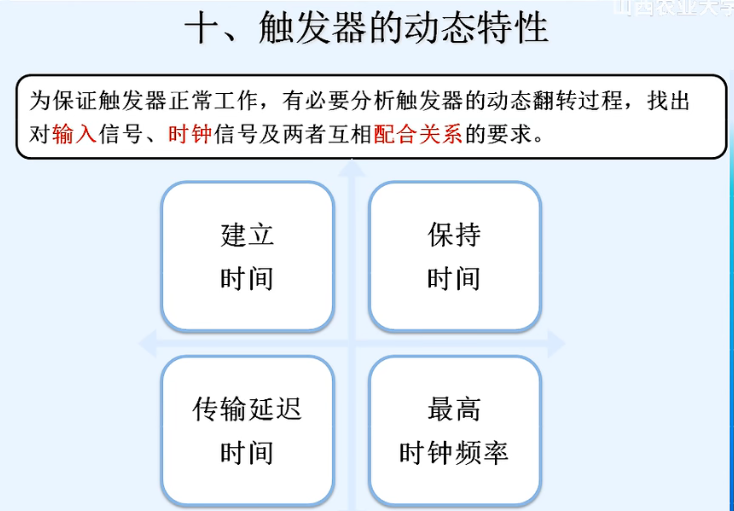 山西农业大学
十、触发器的动态特性
为保证触发器正常工作，有必要分析触发器的动态翻转过程，找出
对输入信号、时钟信号及两者互相配合关系的要求。
建立
时间
保持
时间
传输延迟
时间
最高
时钟频率